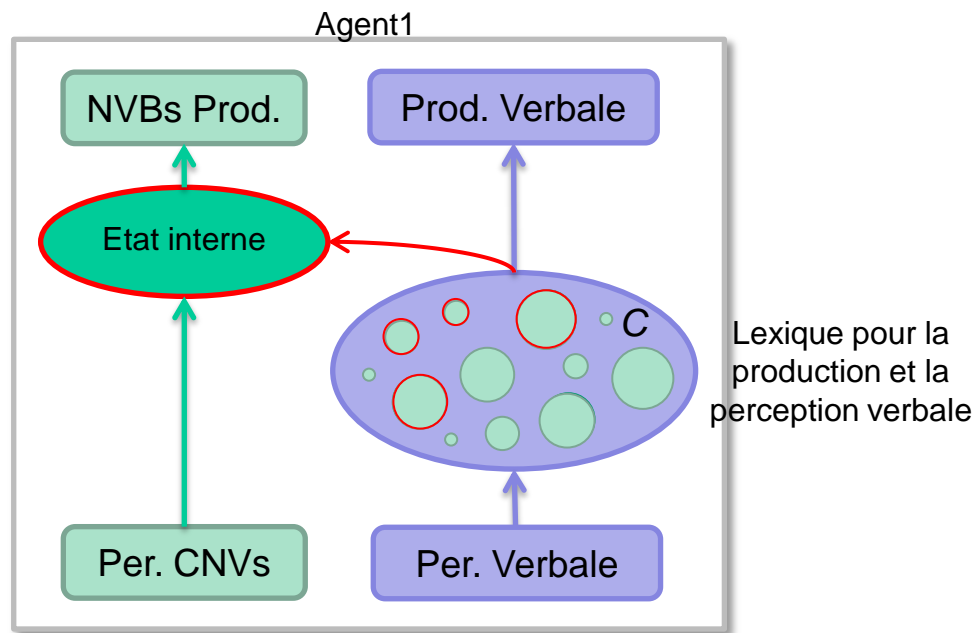 Agent1
NVBs Prod.
Prod. Verbale
Etat interne
C
Lexique pour la
production et la
perception verbale
Per. CNVs
Per. Verbale